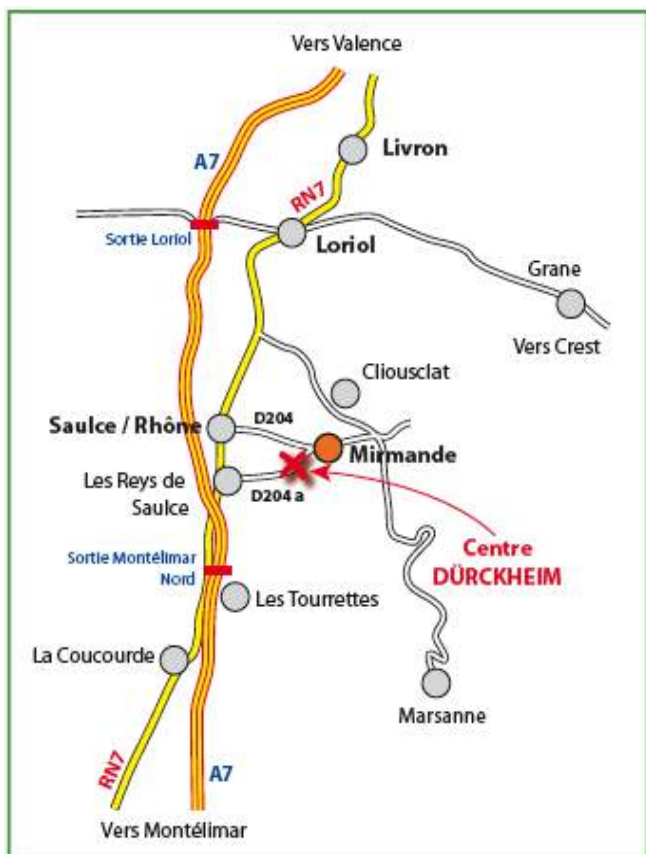 Vers Valence
A7
Livron
RN7
Sortie Loriol
Loriol
Grane
Vers Crest
Cliousclat
Saulce / Rhône
D204
Mirmande
Les Reys de
Saulce
D204 a
Centre
DÜRCKHEIM
Sortie Montélimar
Nord
Les Tourrettes
La Coucourde
Marsanne
RN7
A7
Vers Montélimar